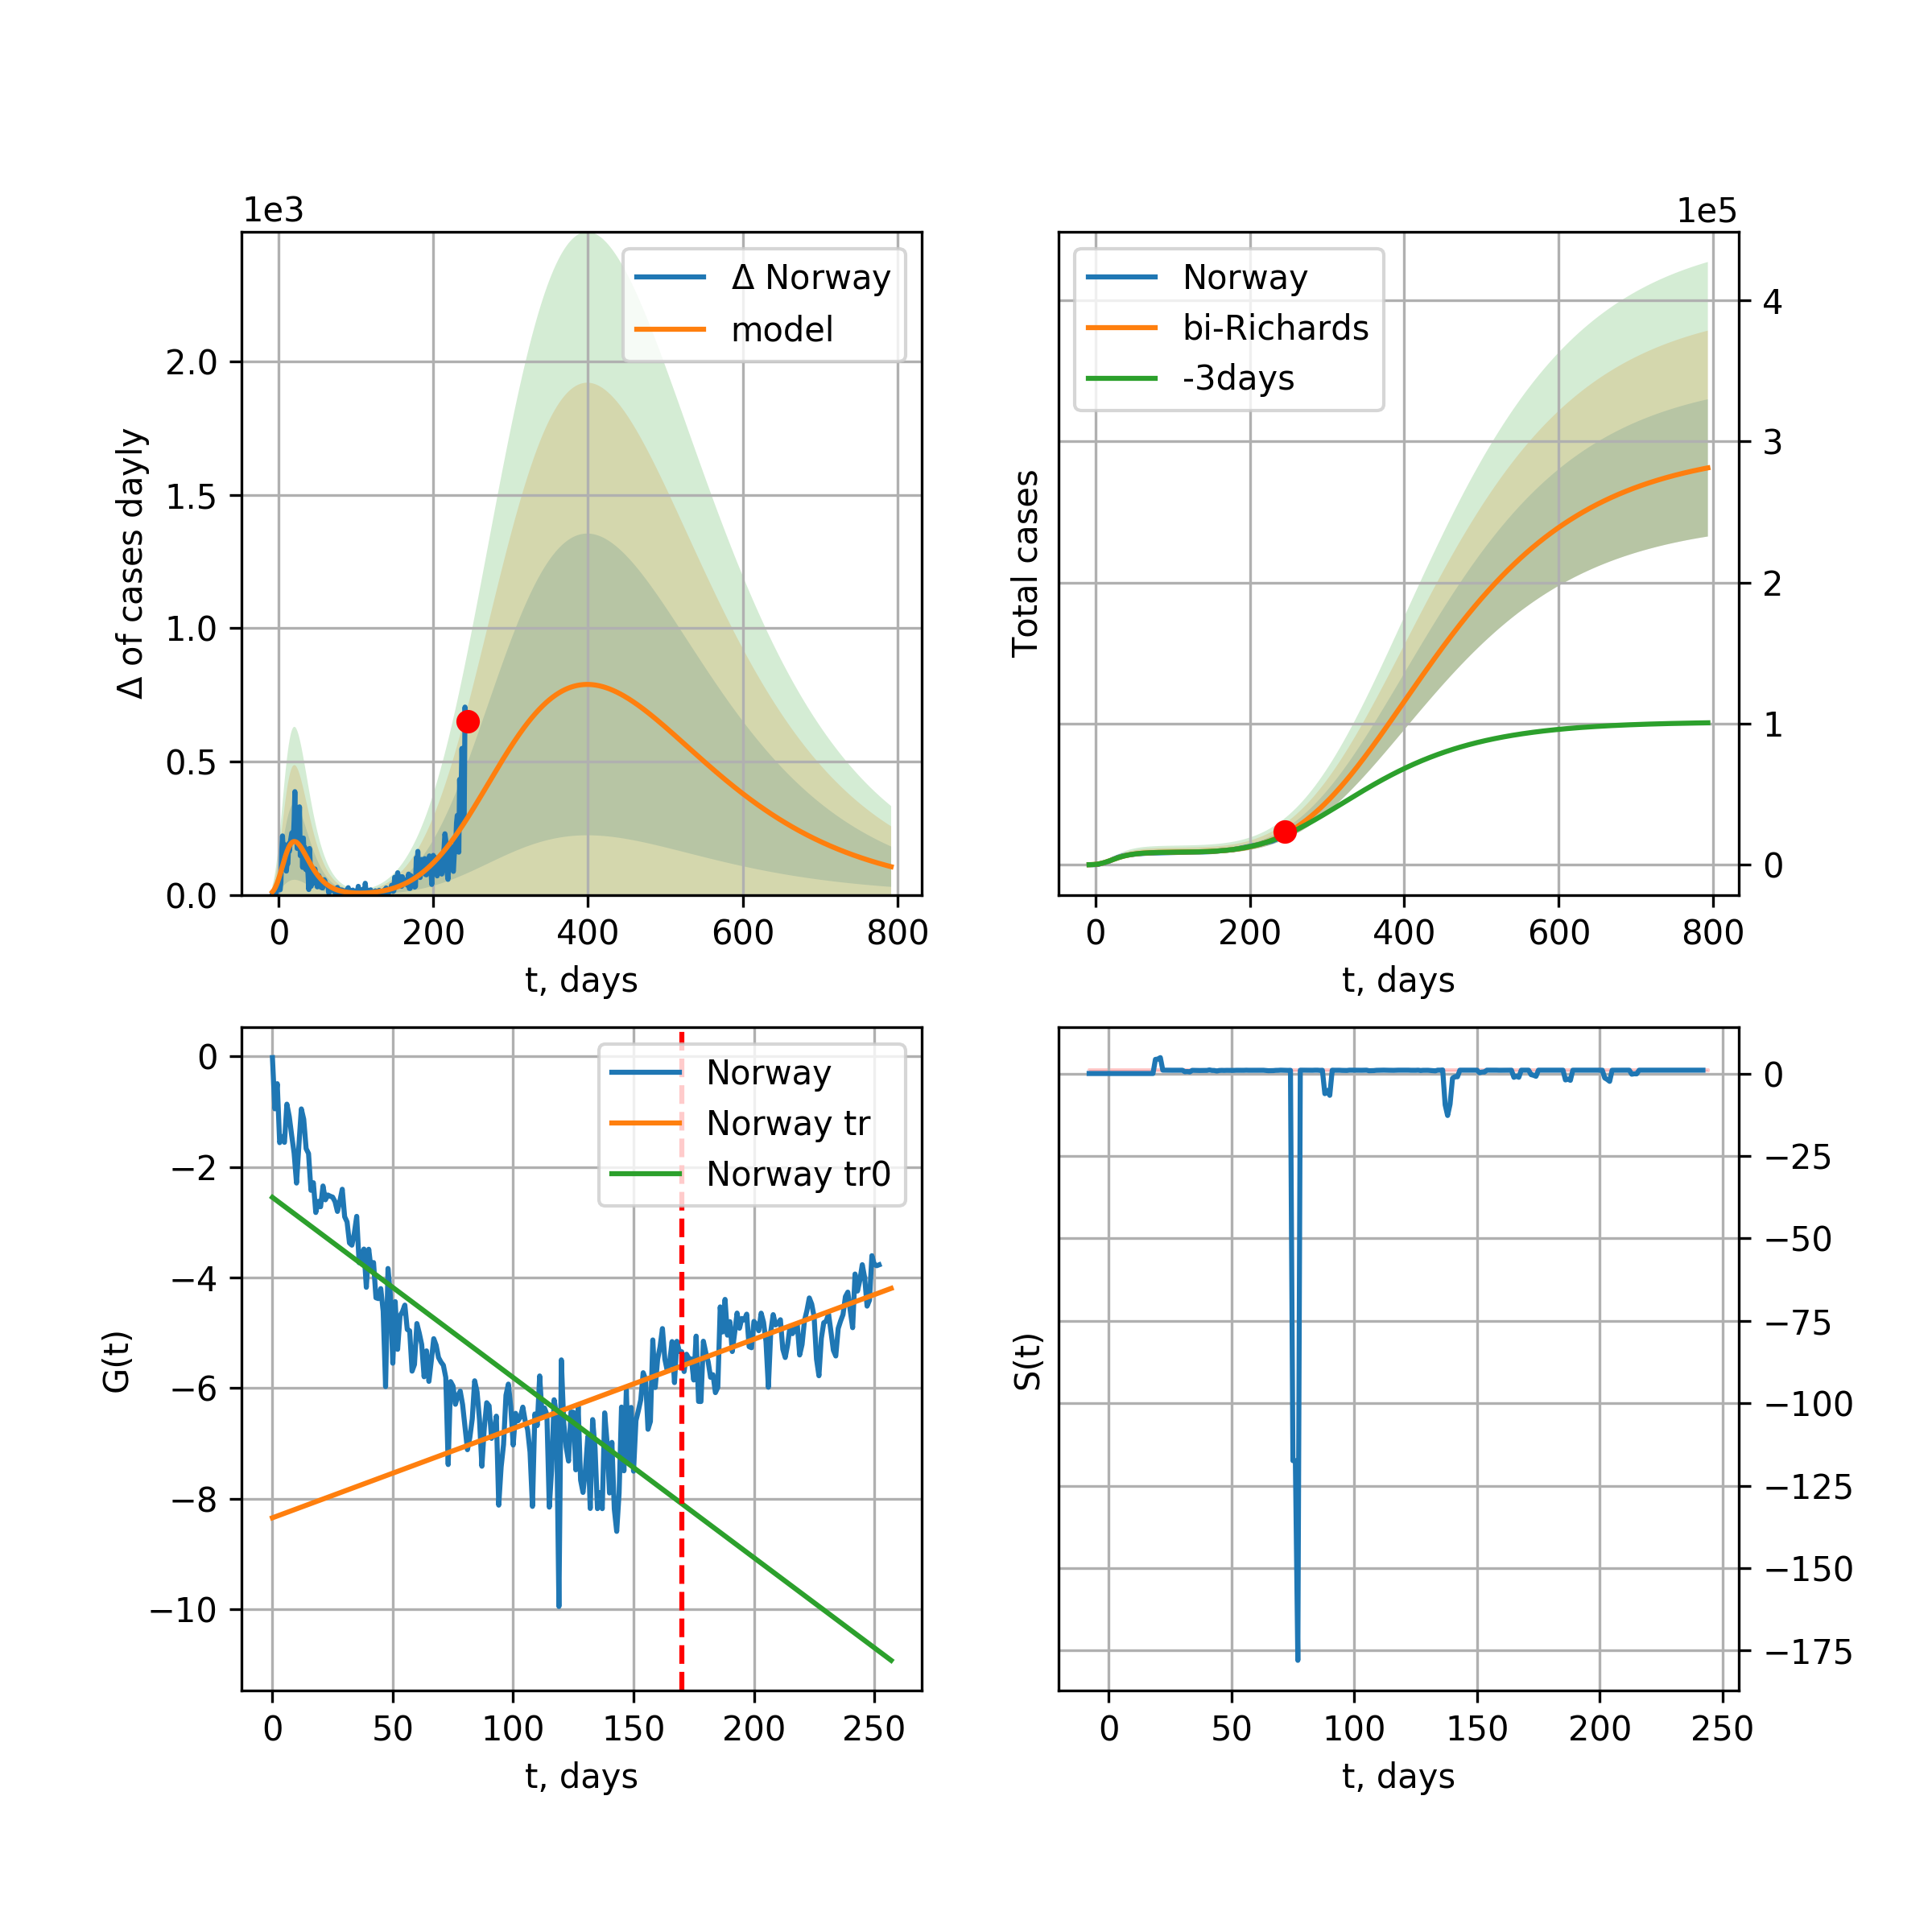 1e3
Δ Norway
model
2.0
1.5
1.0
0.5
0.0
Δ of cases dayly
0 200 400 600 800
t, days
1e5
Norway
bi-Richards
-3days
4
3
2
1
0
Total cases
0 200 400 600 800
t, days
Norway
Norway tr
Norway tr0
0
−2
−4
−6
−8
−10
G(t)
0 50 100 150 200 250
t, days
0
−25
−50
−75
−100
−125
−150
−175
S(t)
0 50 100 150 200 250
t, days